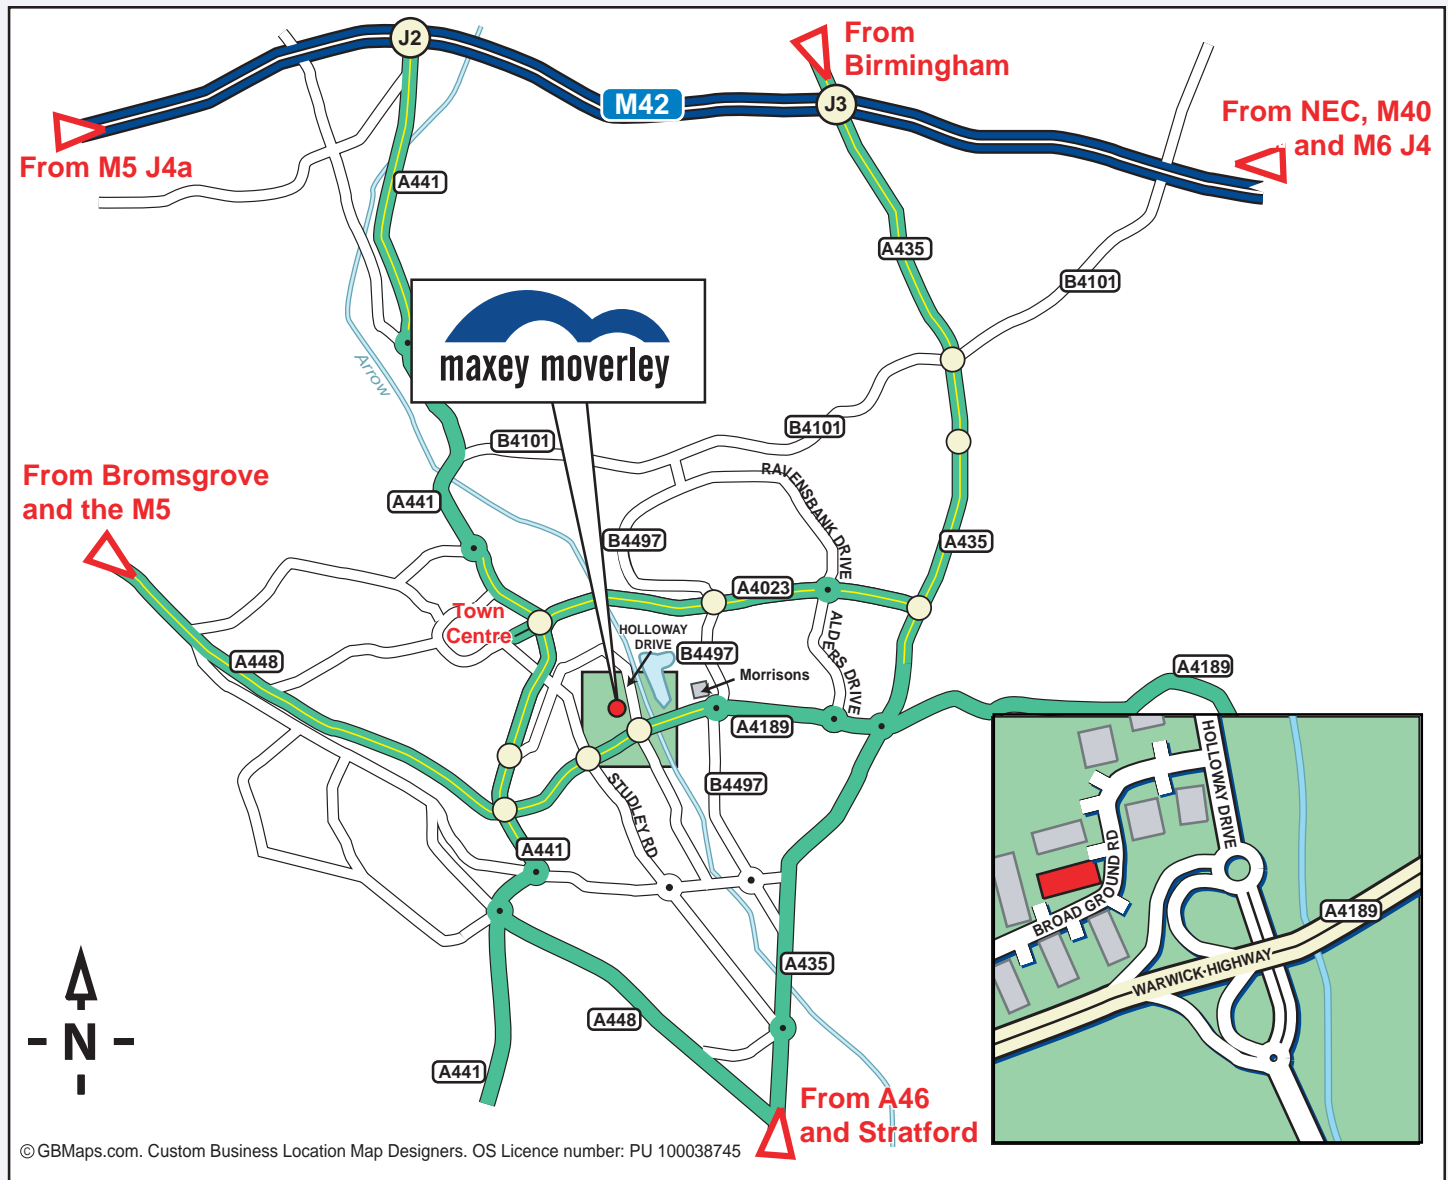 J2
From
Birmingham
M42
J3
From NEC, M40
and M6 J4
From M5 J4a
A441
A435
B4101
maxey moverley
Arrow
B4101
B4101
From Bromsgrove
and the M5
RAVENSBANK DRIVE
A441
B4497
A435
A4023
Town
Centre
HOLLOWAY
DRIVE
ALDERS DRIVE
B4497
A448
Morrisons
A4189
A4189
STUDLEY RD
B4497
A441
A435
A448
A441
N
From A46
and Stratford
HOLLOWAY DRIVE
BROAD GROUND RD
A4189
WARWICK HIGHWAY
© GBMaps.com. Custom Business Location Map Designers. OS Licence number: PU 100038745